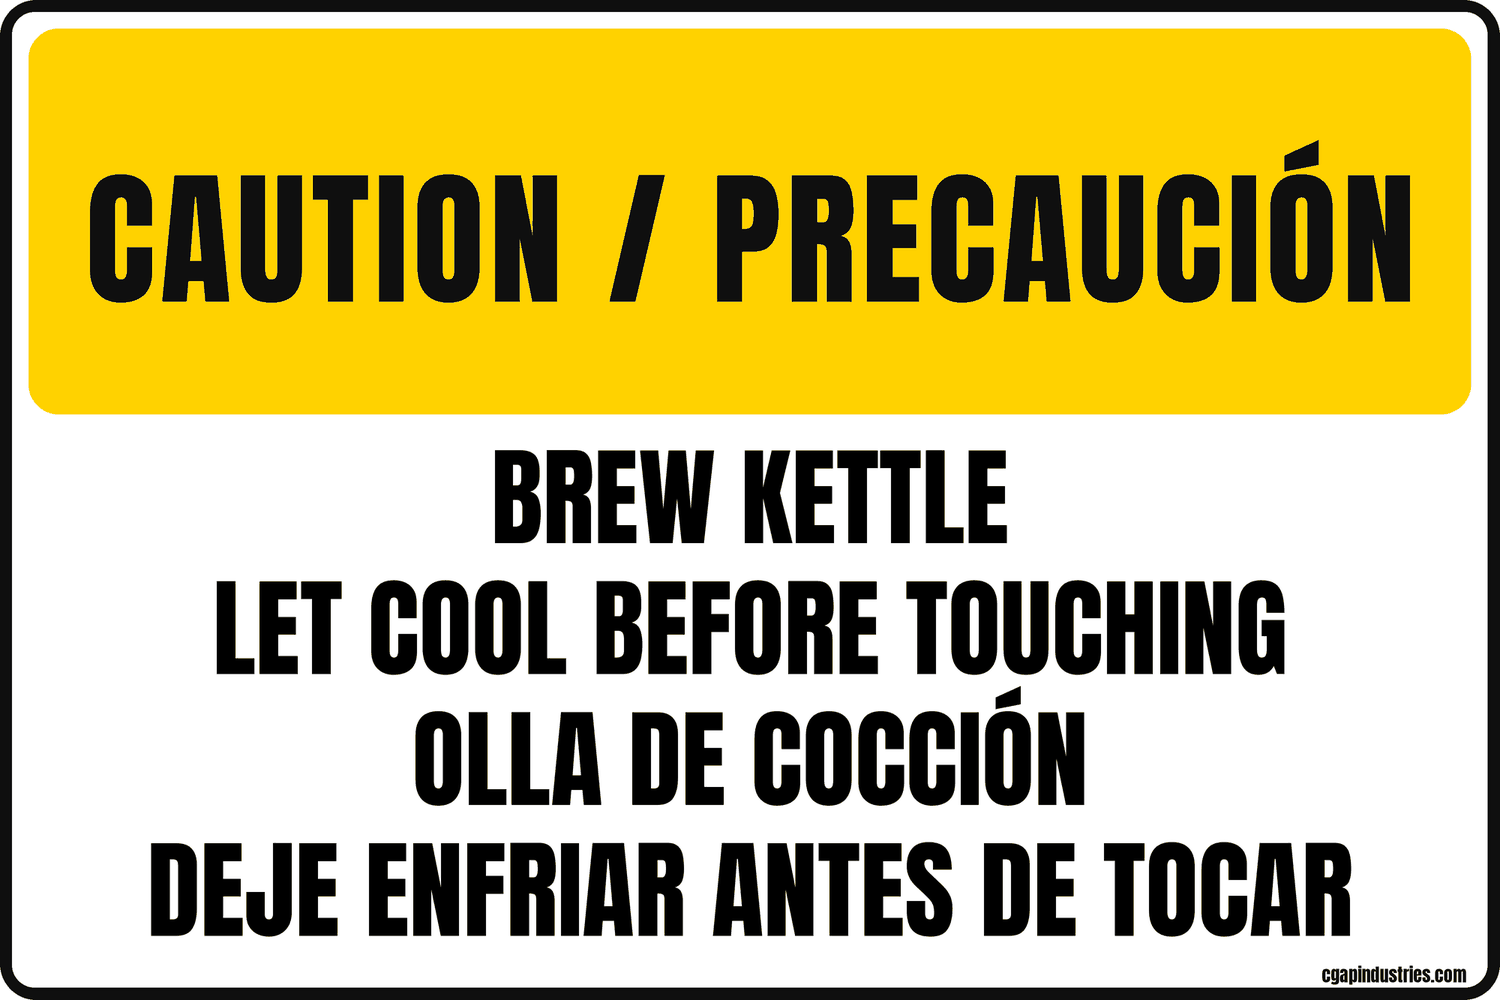 CAUTION / PRECAUCIÓN
BREW KETTLE
LET COOL BEFORE TOUCHING
OLLA DE COCCIÓN
DEJE ENFRIAR ANTES DE TOCAR
cgapindustries.com